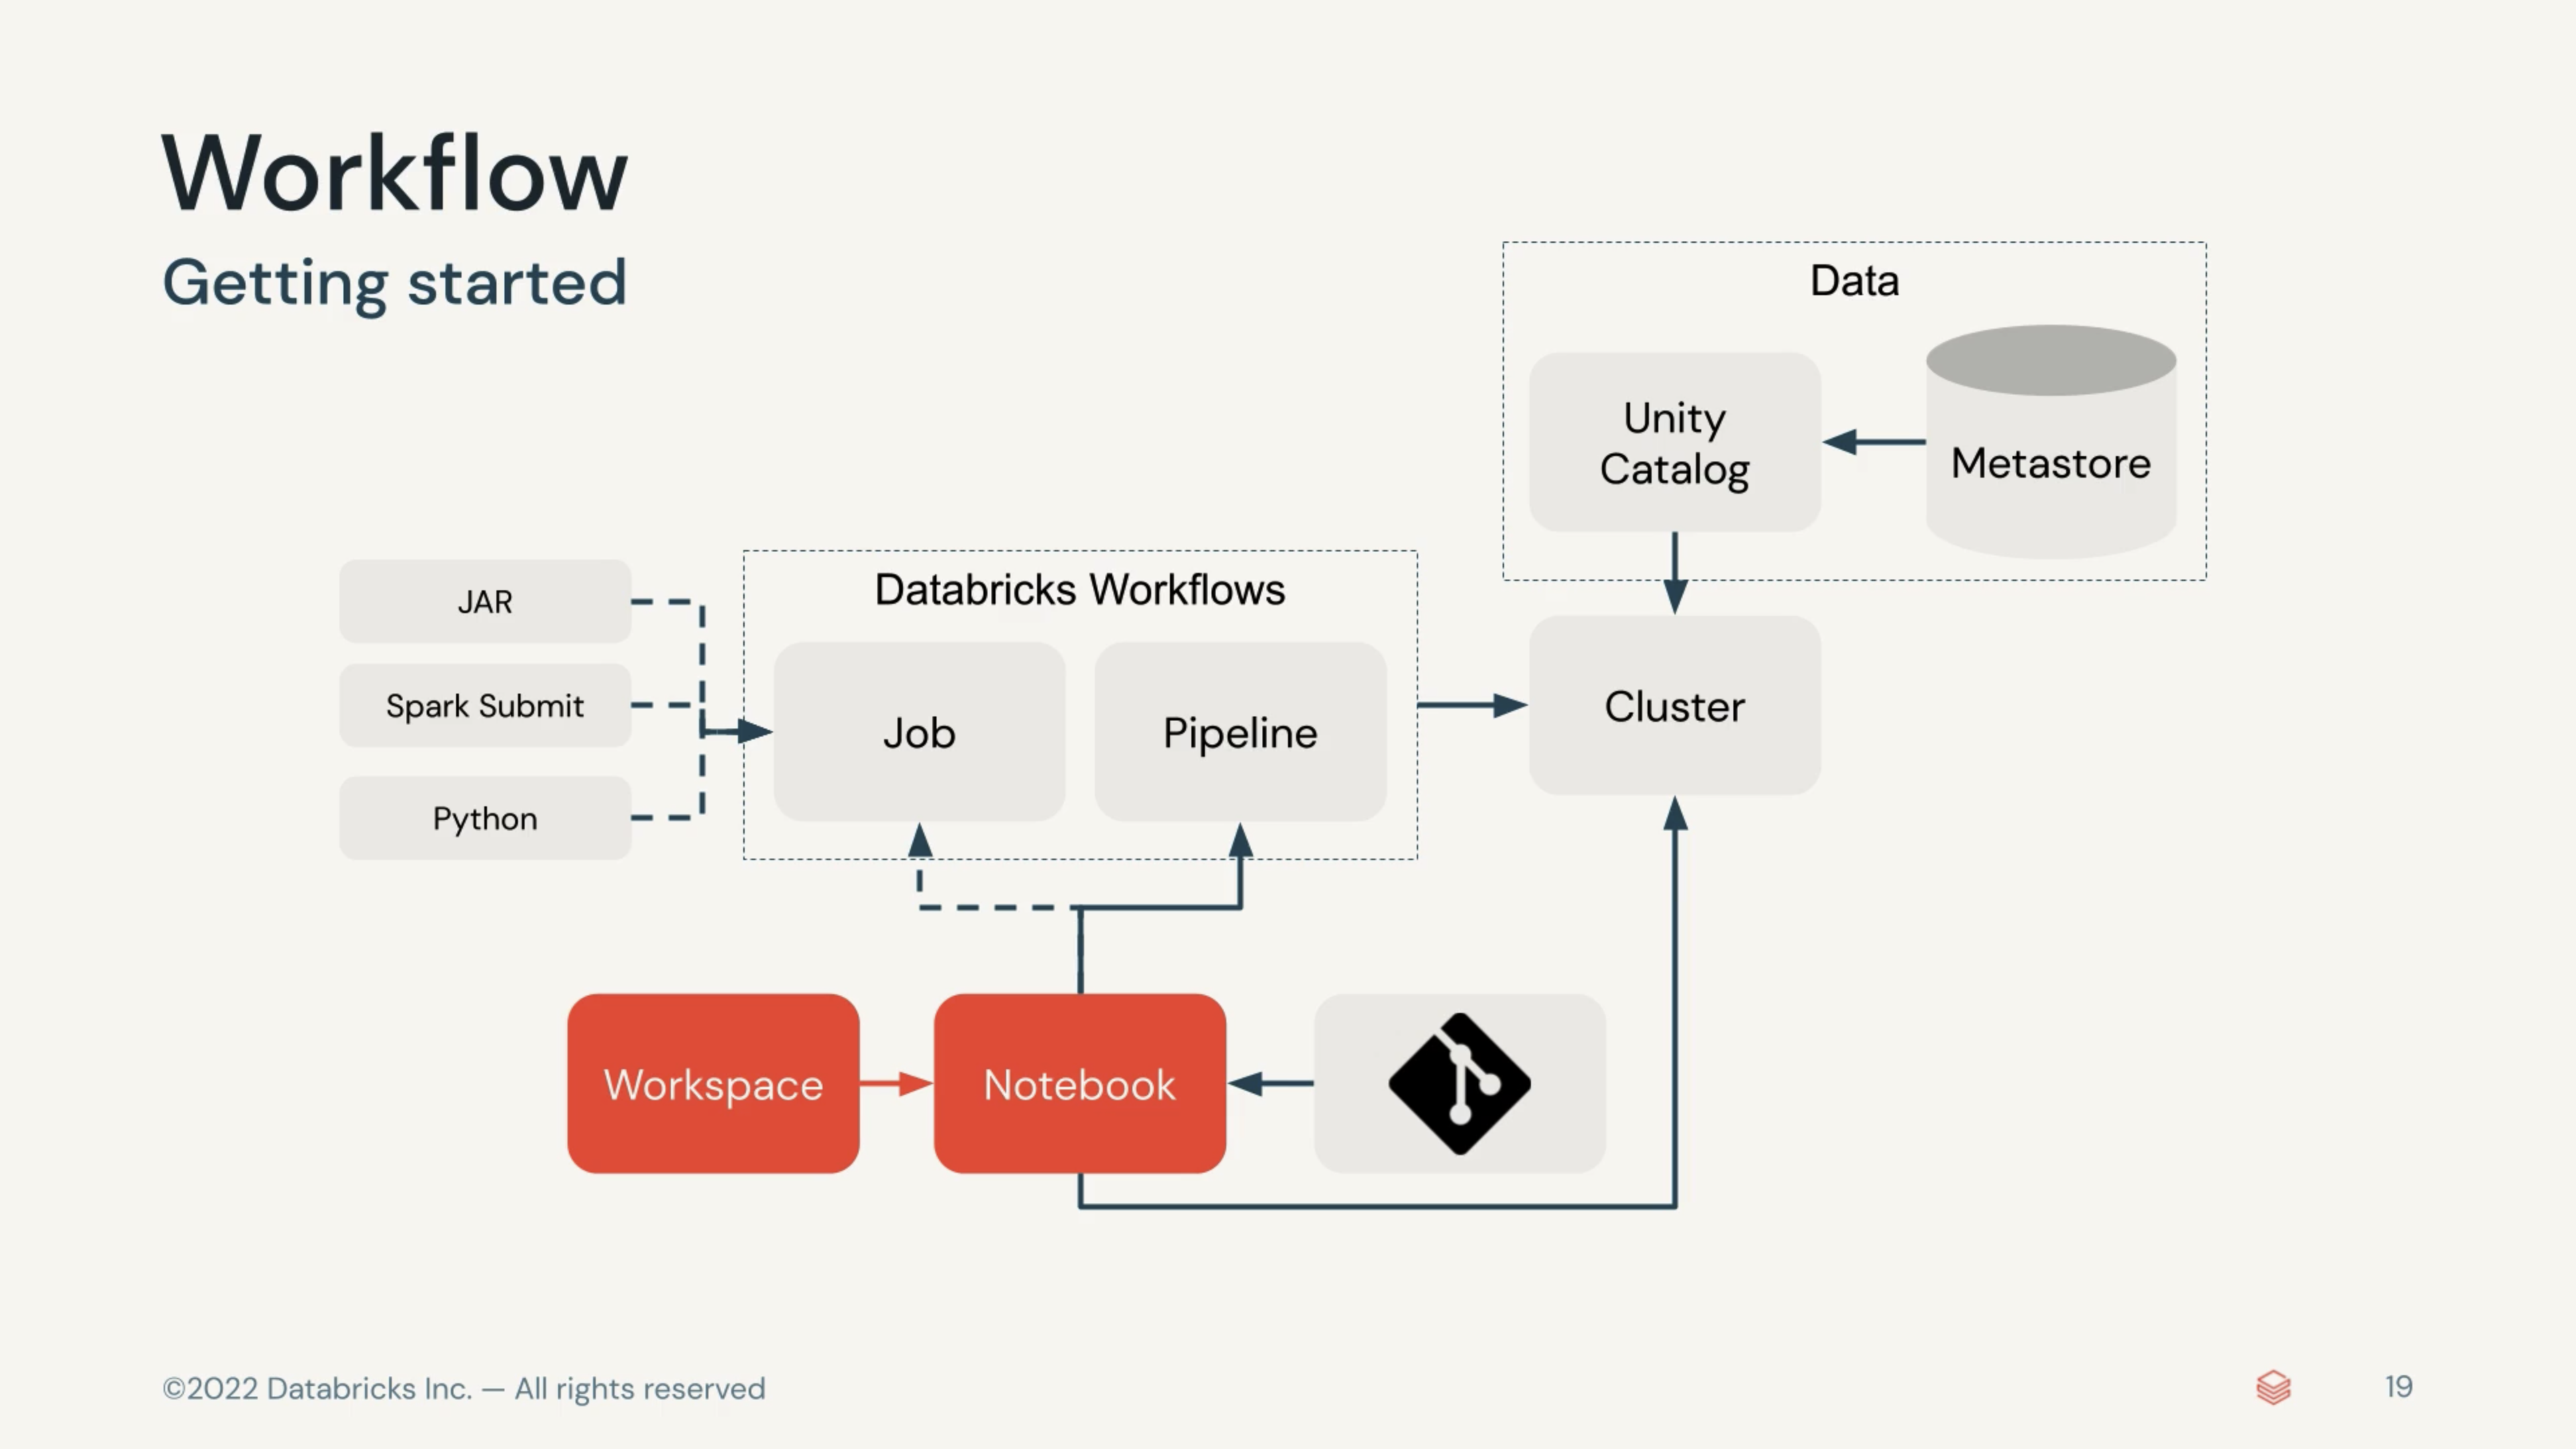 Workflow
Getting started
Data
Unity
Catalog
Metastore
JAR
Spark Submit
Python
Databricks Workflows
Job
Pipeline
Cluster
Workspace
Notebook
©2022 Databricks Inc. — All rights reserved
19